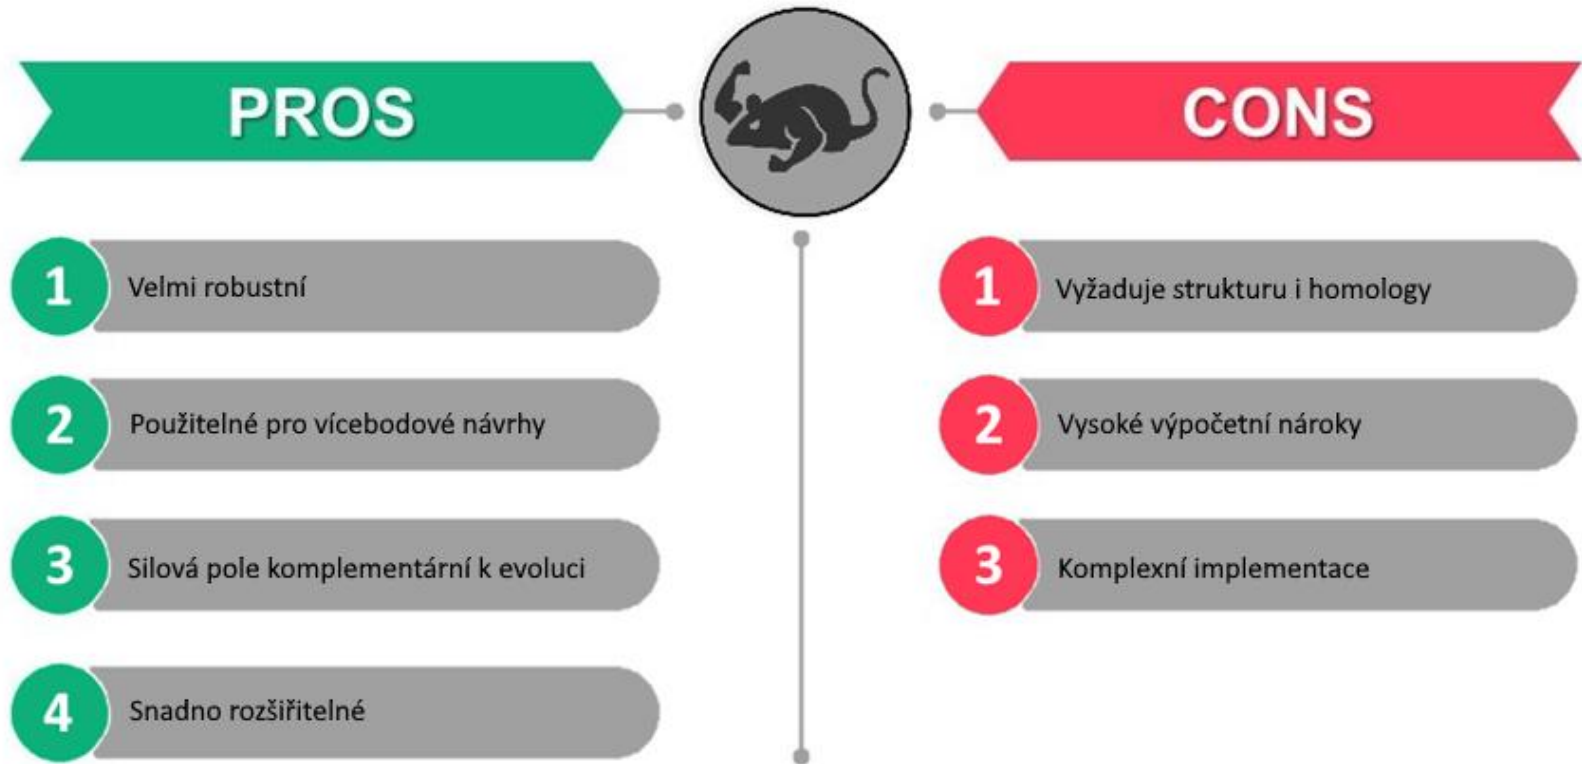 PROS
1 Velmi robustní
2 Použitelné pro vícebodové návrhy
3 Silová pole komplementární k evoluci
4 Snadno rozšiřitelné
CONS
1 Vyžaduje strukturu i homology
2 Vysoké výpočetní nároky
3 Komplexní implementace